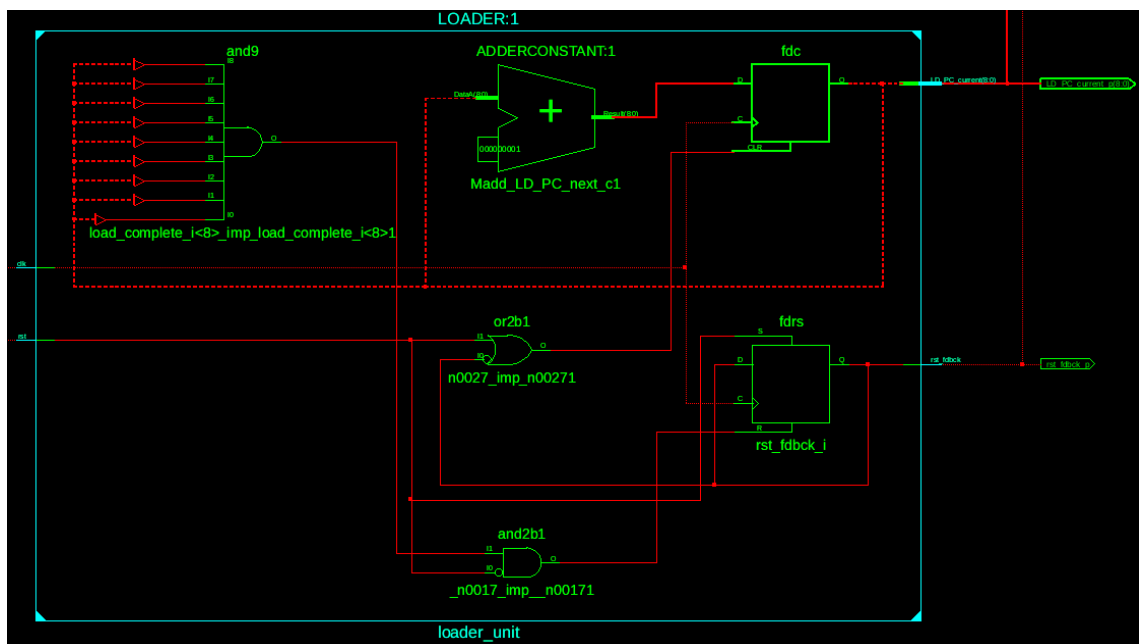 LOADER:1
and9
ADDERCONSTANT:1
fdc
I8
I7
I6
I5
I4
I3
I2
I1
I0
O
DataA(8:0)
Result(8:0)
000000001
D
Q
C
CLR
LD_PC_current(8:0)
LD_PC_current_p(8:0)
Madd_LD_PC_next_c1
load_complete_i<8>_imp_load_complete_i<8>1
clk
rst
or2b1
I1
I0
O
n0027_imp_n00271
fdrs
S
D
Q
C
R
rst_fdbck
rst_fdbck_p
rst_fdbck_i
and2b1
I1
I0
O
_n0017_imp__n00171
loader_unit